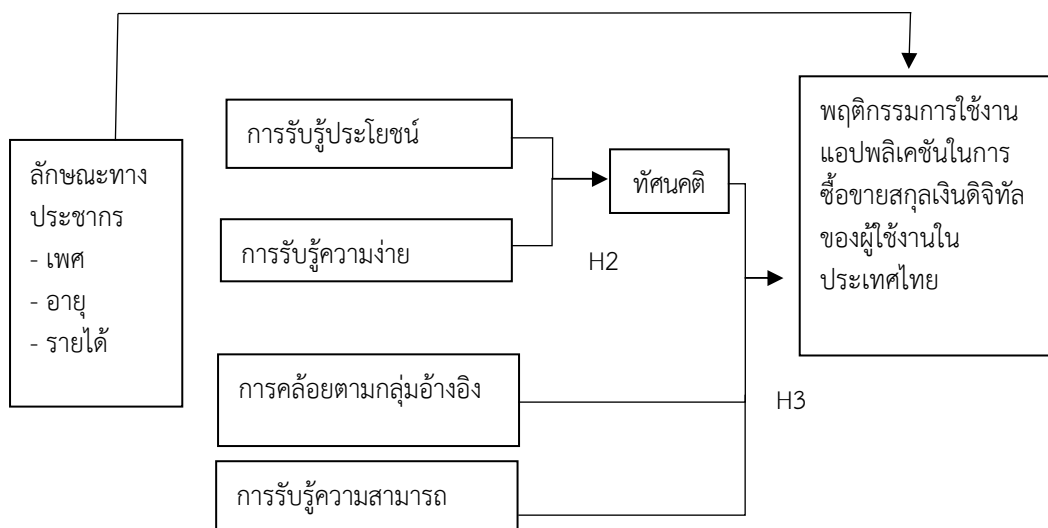 ลักษณะทาง
ประชากร
- เพศ
- อายุ
- รายได้
การรับรู้ประโยชน์
การรับรู้ความง่าย
ทัศนคติ
H2
การคล้อยตามกลุ่มอ้างอิง
การรับรู้ความสามารถ
H3
พฤติกรรมการใช้งาน
แอปพลิเคชันในการ
ซื้อขายสกุลเงินดิจิทัล
ของผู้ใช้งานใน
ประเทศไทย